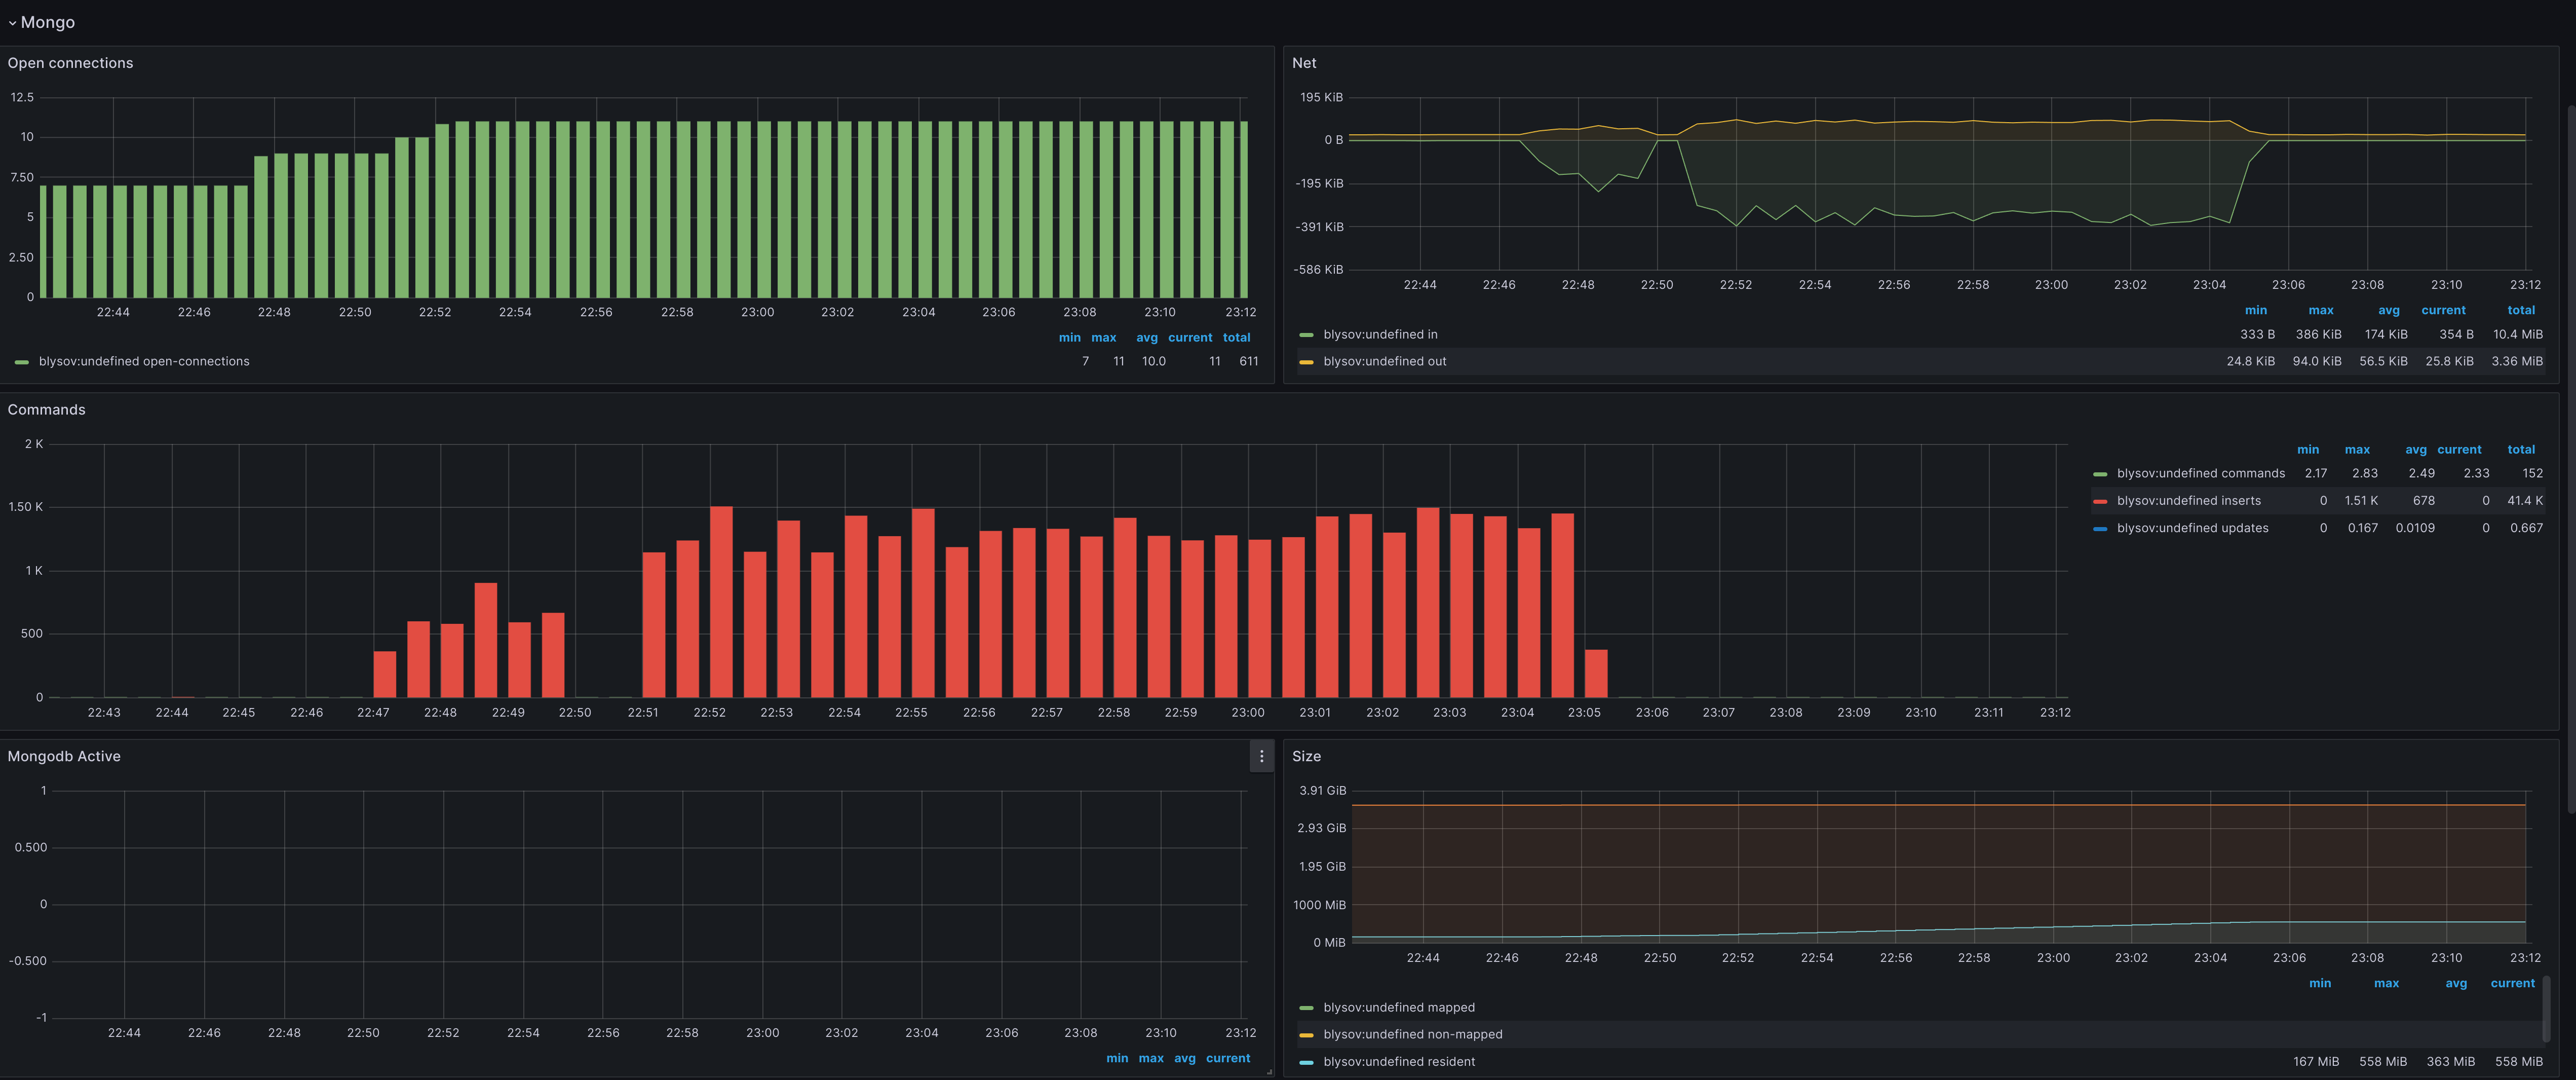 Mongo
Open connections
12.5
10
7.50
5
2.50
0
22:44 22:46 22:48 22:50 22:52 22:54 22:56 22:58 23:00 23:02 23:04 23:06 23:08 23:10 23:12
min max avg current total
blysov:undefined open-connections 7 11 10.0 11 611
Net
195 KiB
0 B
-195 KiB
-391 KiB
-586 KiB
22:44 22:46 22:48 22:50 22:52 22:54 22:56 22:58 23:00 23:02 23:04 23:06 23:08 23:10 23:12
min max avg current total
blysov:undefined in 333 B 386 KiB 174 KiB 354 B 10.4 MiB
blysov:undefined out 24.8 KiB 94.0 KiB 56.5 KiB 25.8 KiB 3.36 MiB
Commands
2 K
1.50 K
1 K
500
0
22:43 22:44 22:45 22:46 22:47 22:48 22:49 22:50 22:51 22:52 22:53 22:54 22:55 22:56 22:57 22:58 22:59 23:00 23:01 23:02 23:03 23:04 23:05 23:06 23:07 23:08 23:09 23:10 23:11 23:12
min max avg current total
blysov:undefined commands 2.17 2.83 2.49 2.33 152
blysov:undefined inserts 0 1.51 K 678 0 41.4 K
blysov:undefined updates 0 0.167 0.0109 0 0.667
Mongodb Active
1
0.500
0
-0.500
-1
22:44 22:46 22:48 22:50 22:52 22:54 22:56 22:58 23:00 23:02 23:04 23:06 23:08 23:10 23:12
min max avg current
Size
3.91 GiB
2.93 GiB
1.95 GiB
1000 MiB
0 MiB
22:44 22:46 22:48 22:50 22:52 22:54 22:56 22:58 23:00 23:02 23:04 23:06 23:08 23:10 23:12
min max avg current
blysov:undefined mapped
blysov:undefined non-mapped
blysov:undefined resident 167 MiB 558 MiB 363 MiB 558 MiB